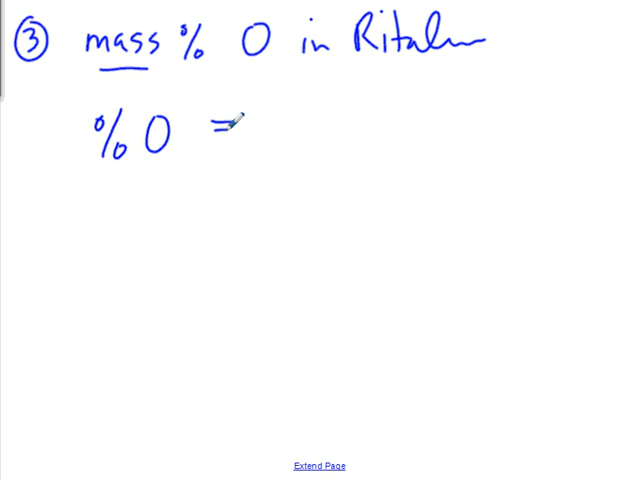 ③ mass % O in Ritalin
% O =
Extend Page